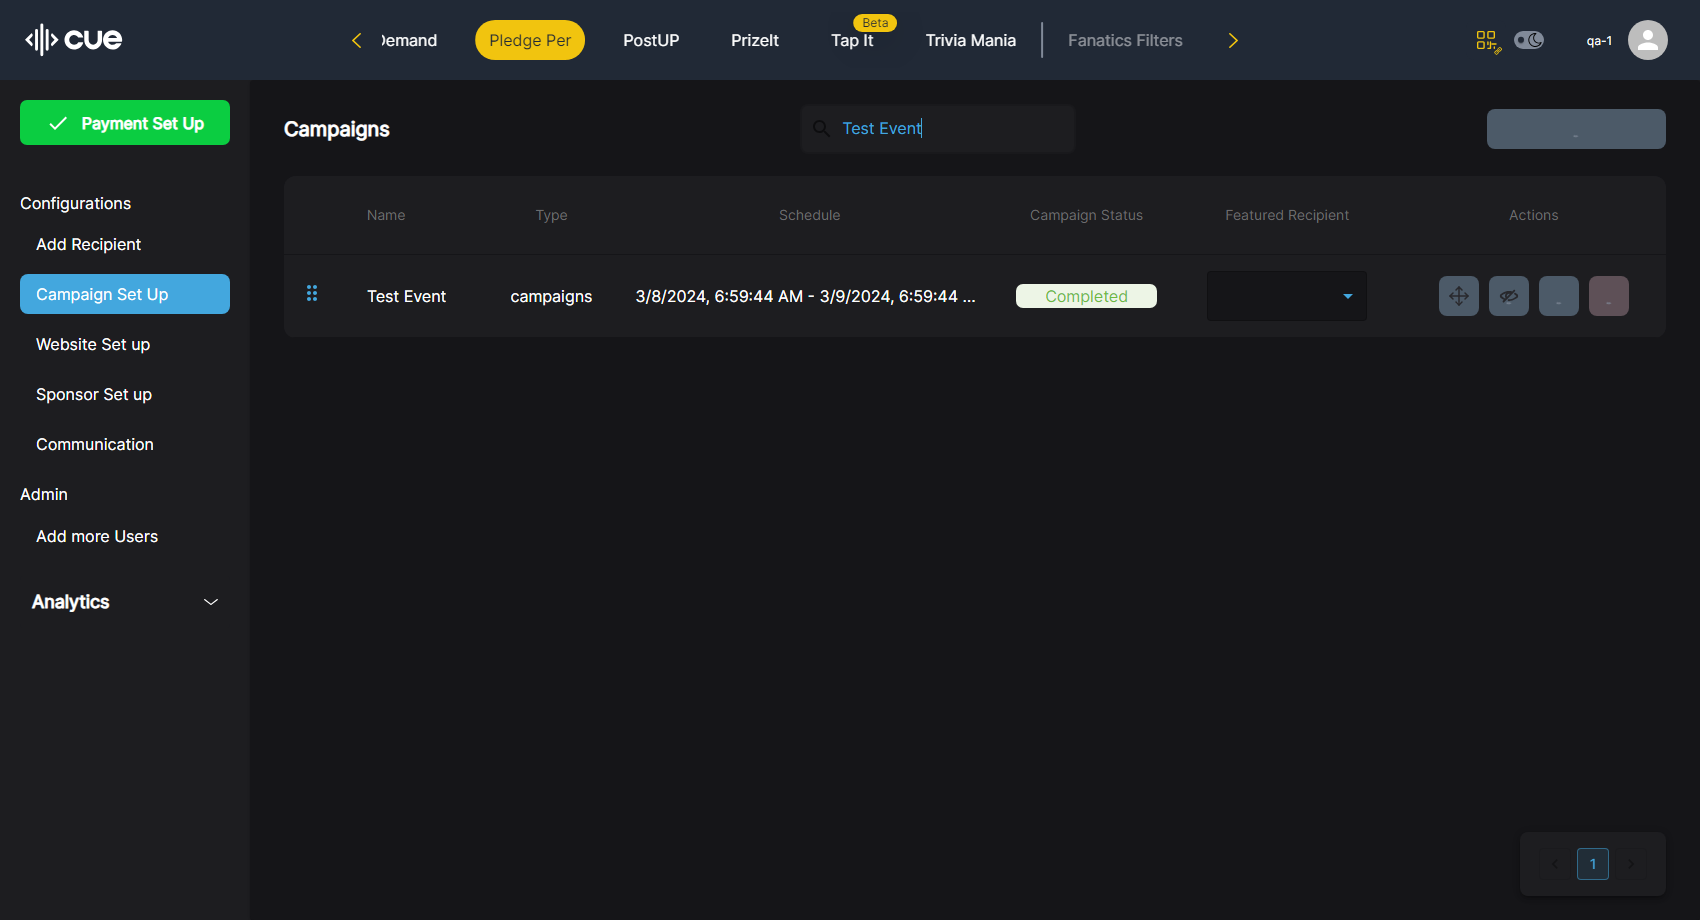 cue
Demand
Pledge Per
PostUP
PrizeIt
Beta
Tap It
Trivia Mania
Fanatics Filters
qa-1
Payment Set Up
Configurations
Add Recipient
Campaign Set Up
Website Set up
Sponsor Set up
Communication
Admin
Add more Users
Analytics
Campaigns
Test Event
Name Type Schedule Campaign Status Featured Recipient Actions
Test Event campaigns 3/8/2024, 6:59:44 AM - 3/9/2024, 6:59:44 ... Completed
1